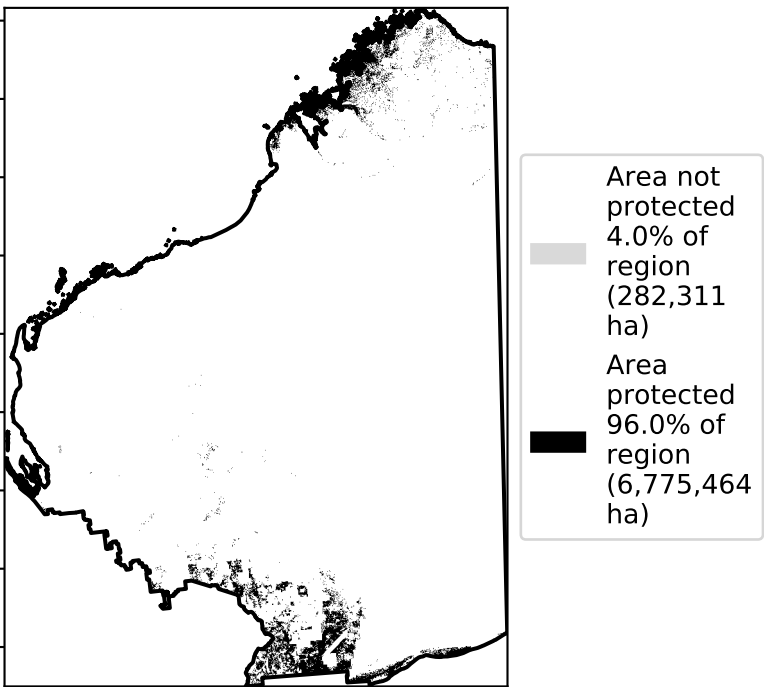 Area not
protected
4.0% of
region
(282,311
ha)
Area
protected
96.0% of
region
(6,775,464
ha)